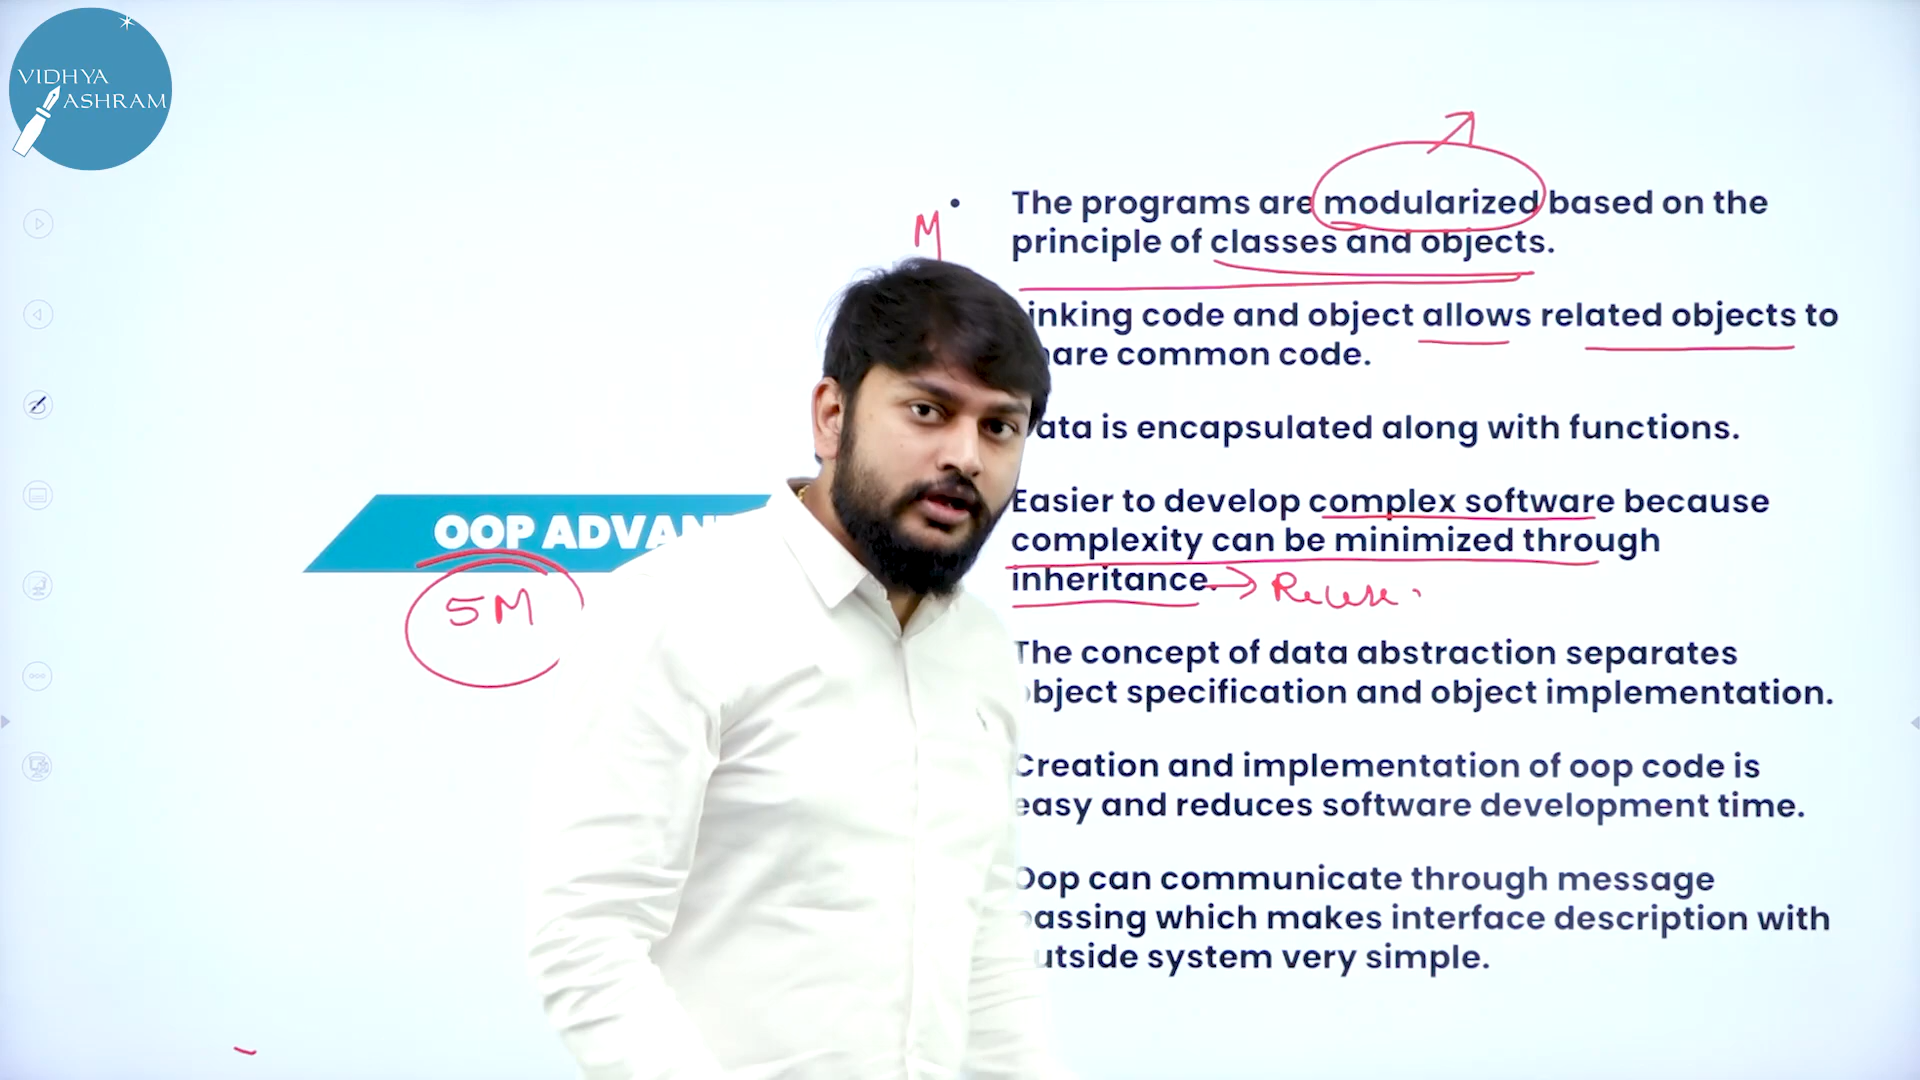 VIDHYA
ASHRAM
The programs are modularized based on the
principle of classes and objects.
M
inking code and object allows related objects to
are common code.
ata is encapsulated along with functions.
Easier to develop complex software because
complexity can be minimized through
inheritance. → Reuse
OOP ADVAN
5M
The concept of data abstraction separates
bject specification and object implementation.
Creation and implementation of oop code is
easy and reduces software development time.
Oop can communicate through message
passing which makes interface description with
utside system very simple.